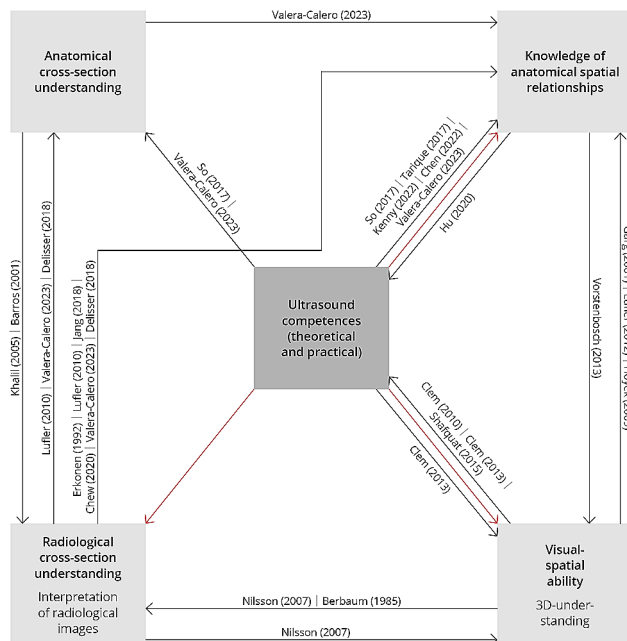 Valera-Calero (2023)
Anatomical
cross-section
understanding
Knowledge of
anatomical spatial
relationships
So (2017) |
Valera-Calero (2023)
So (2017) | Tarique (2017) |
Kenny (2022) | Chen (2022) |
Valera-Calero (2023)
Hu (2020)
Khalil (2005) | Barros (2001)
Lufler (2010) | Valera-Calero (2023) | Delisser (2018)
Erkonen (1992) | Lufler (2010) | Jang (2018) |
Chew (2020) | Valera-Calero (2023) | Delisser (2018)
Ultrasound
competences
(theoretical
and practical)
Vorstenbosch
(2013)
Clem (2010) | Clem (2013) |
Shafquat (2015)
Clem (2013)
Radiological
cross-section
understanding
Interpretation
of radiological
images
Visual-
spatial
ability
3D-under-
standing
Nilsson (2007) | Berbaum (1985)
Nilsson (2007)